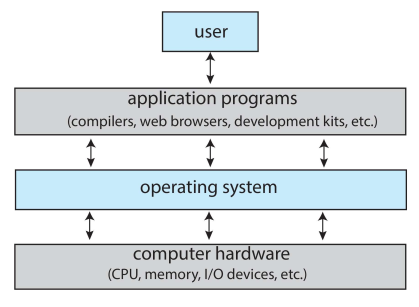 user
application programs
(compilers, web browsers, development kits, etc.)
operating system
computer hardware
(CPU, memory, I/O devices, etc.)